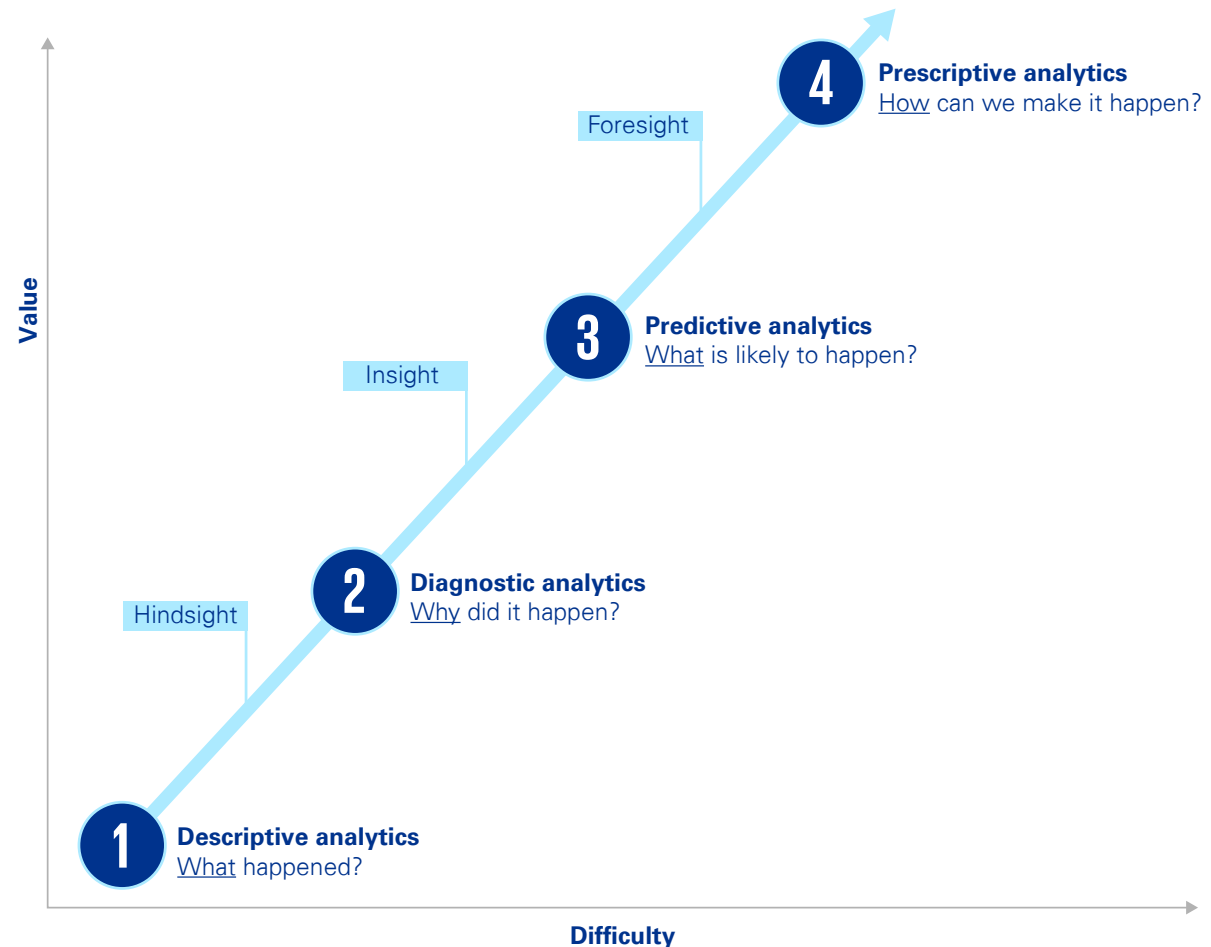 4
Prescriptive analytics
How can we make it happen?
Foresight
Value
3
Predictive analytics
What is likely to happen?
Insight
2
Diagnostic analytics
Why did it happen?
Hindsight
1
Descriptive analytics
What happened?
Difficulty